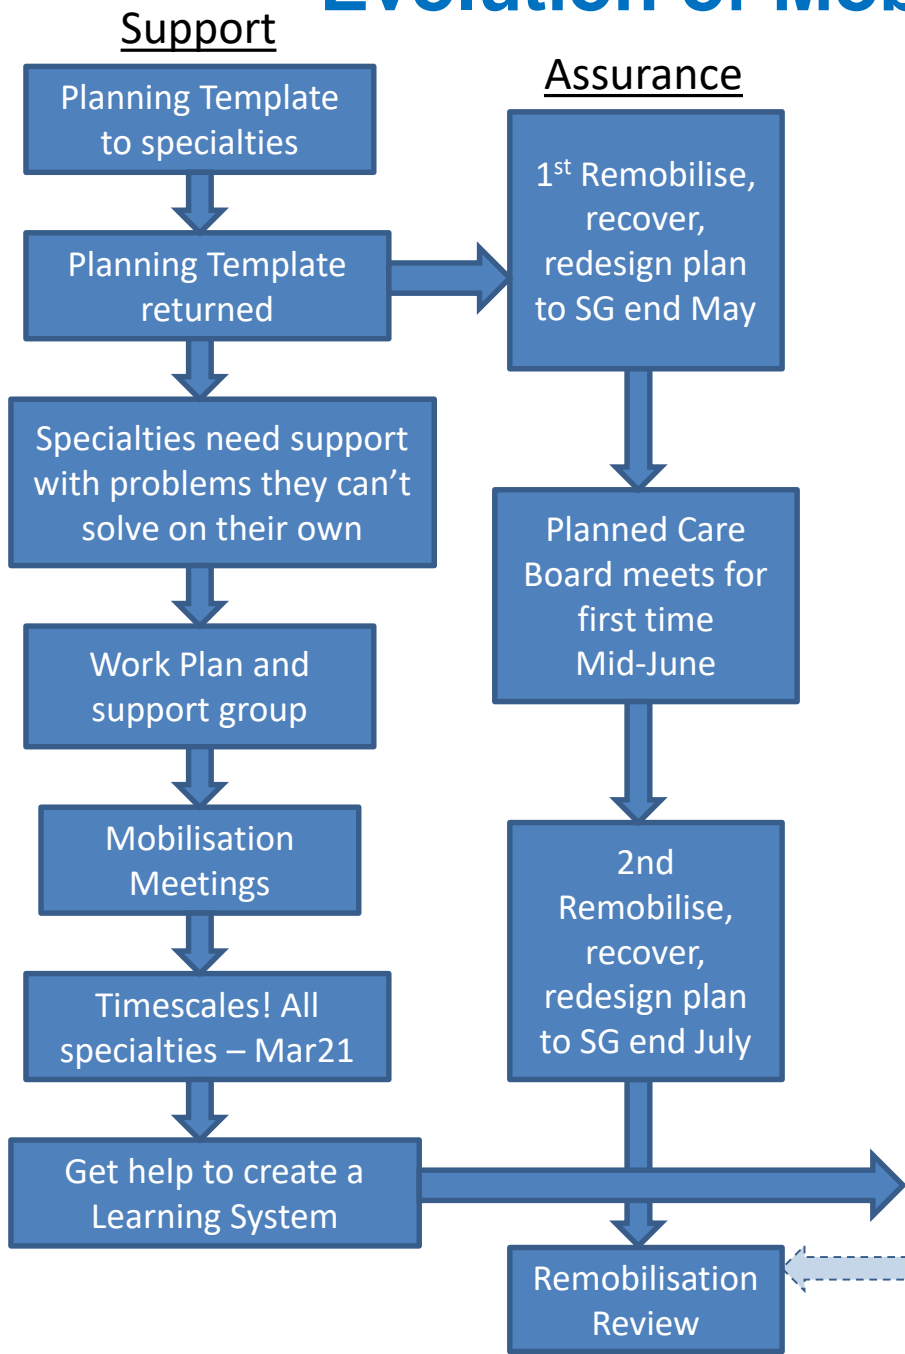 Support
Planning Template
to specialties
Planning Template
returned
Specialties need support
with problems they can’t
solve on their own
Work Plan and
support group
Mobilisation
Meetings
Timescales! All
specialties – Mar21
Get help to create a
Learning System
Assurance
1st Remobilise,
recover,
redesign plan
to SG end May
Planned Care
Board meets for
first time
Mid-June
2nd
Remobilise,
recover,
redesign plan
to SG end July
Remobilisation
Review